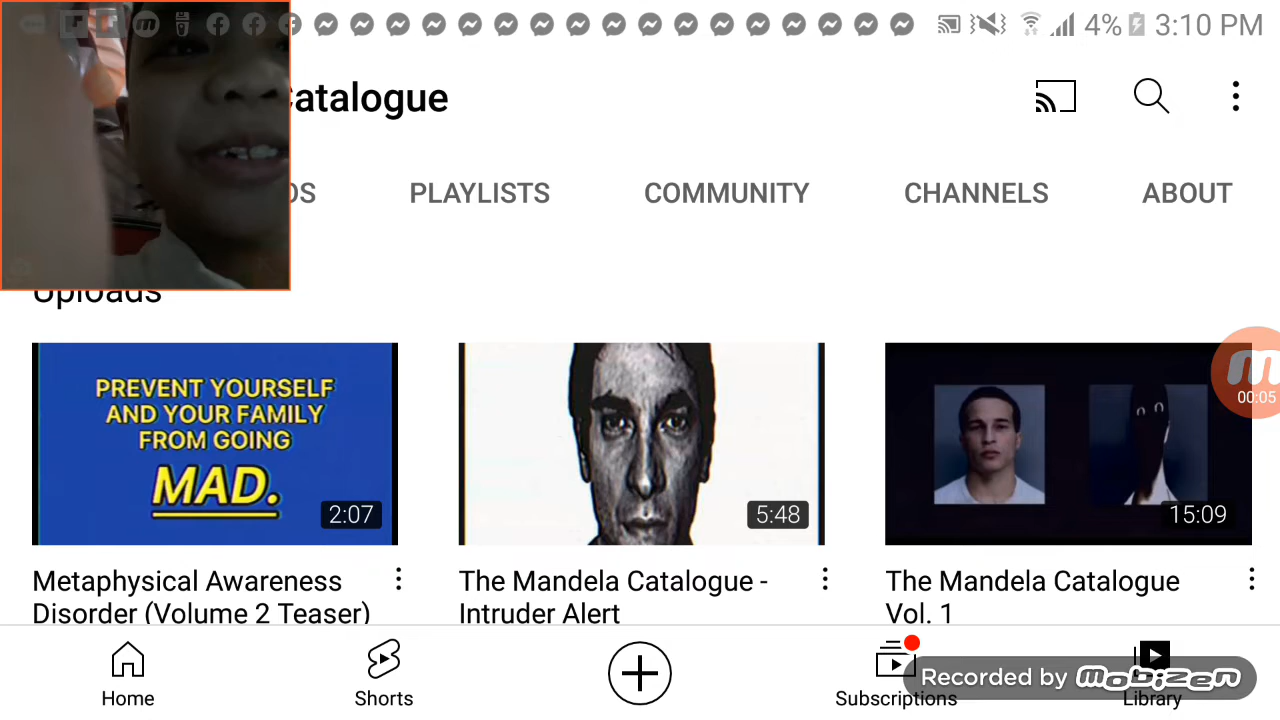 4% 3:10 PM
Catalogue
OS PLAYLISTS COMMUNITY CHANNELS ABOUT
Uploads
PREVENT YOURSELF
AND YOUR FAMILY
FROM GOING
MAD.
2:07
5:48
15:09
00:05
Metaphysical Awareness
Disorder (Volume 2 Teaser)
The Mandela Catalogue -
Intruder Alert
The Mandela Catalogue
Vol. 1
Home
Shorts
Subscriptions
Library
Recorded by MOBIZEN